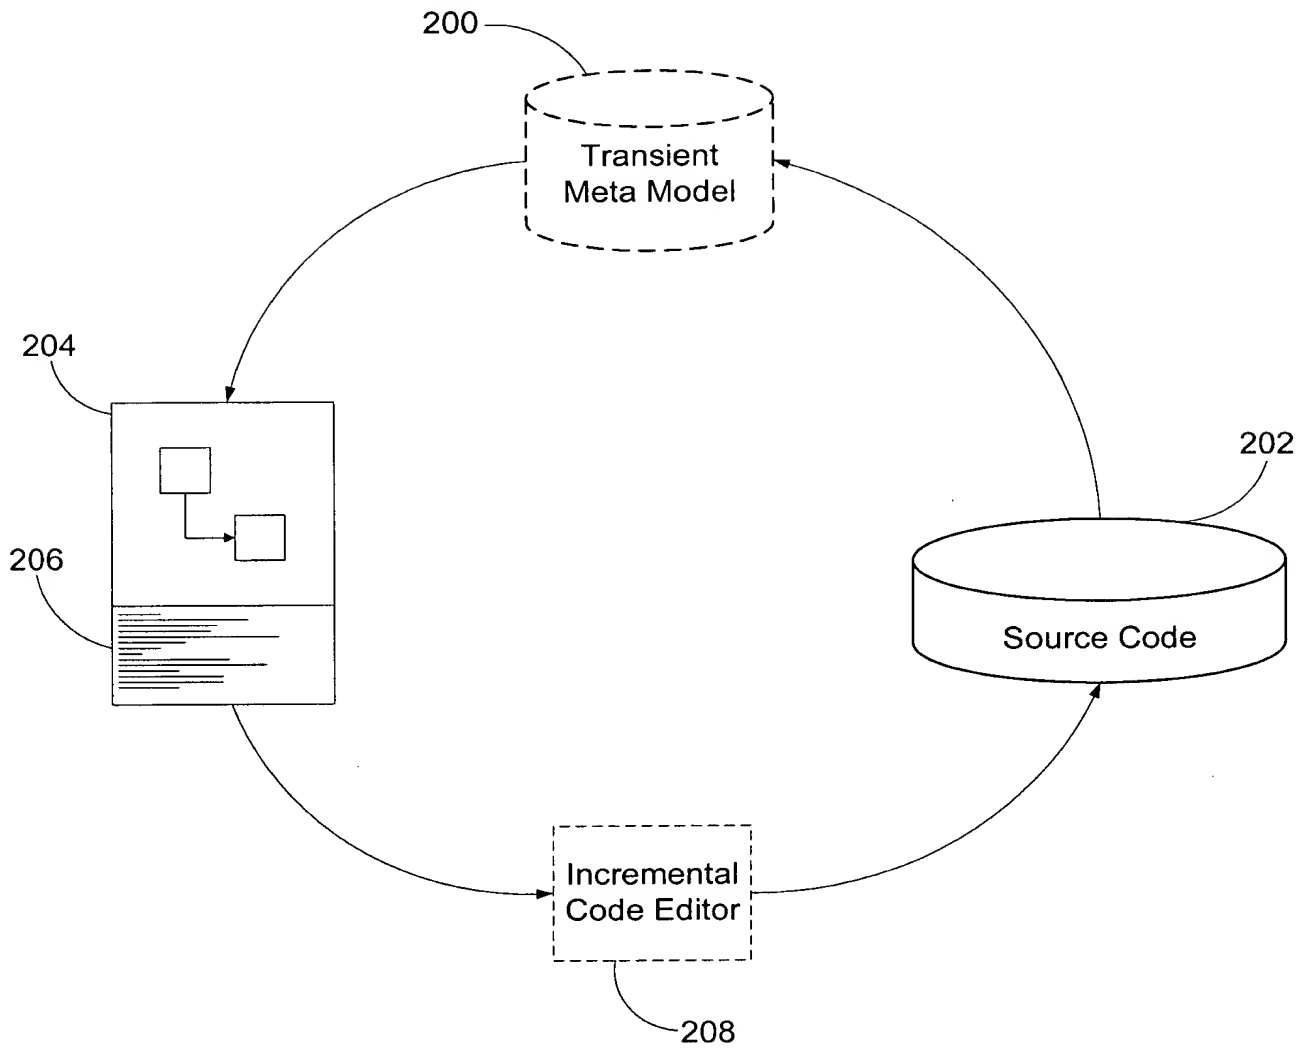 200
Transient
Meta Model
204
202
206
Source Code
Incremental
Code Editor
208